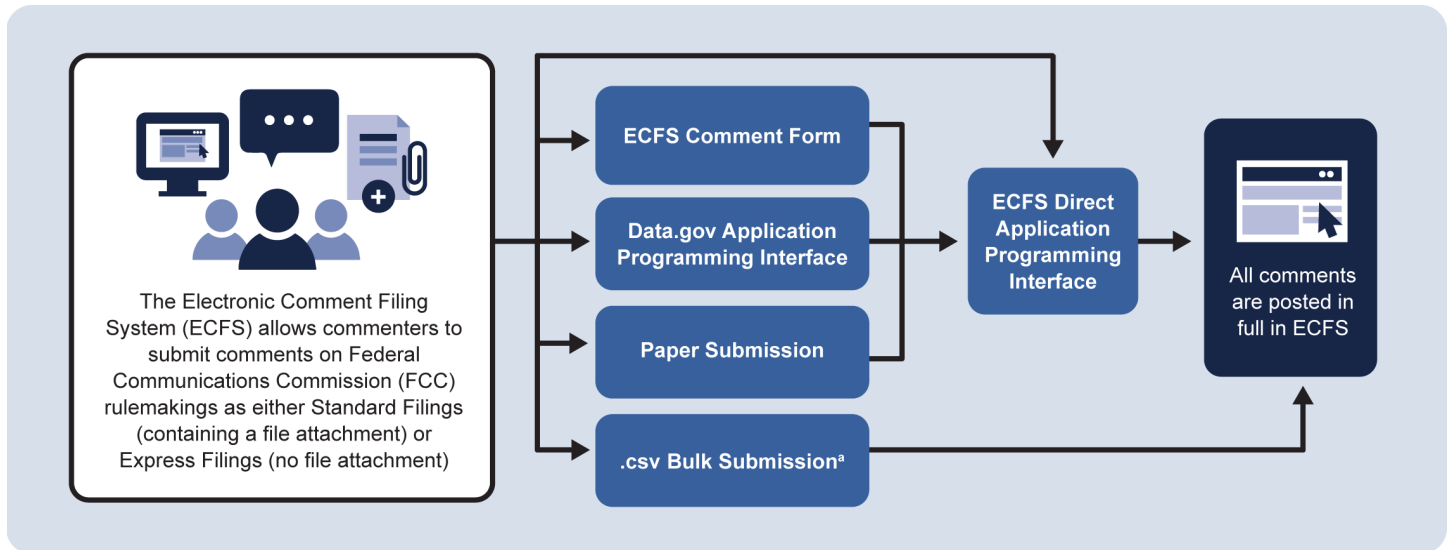 The Electronic Comment Filing
System (ECFS) allows commenters to
submit comments on Federal
Communications Commission (FCC)
rulemakings as either Standard Filings
(containing a file attachment) or
Express Filings (no file attachment)
ECFS Comment Form
Data.gov Application
Programming Interface
Paper Submission
.csv Bulk Submissionᵃ
ECFS Direct
Application
Programming
Interface
All comments
are posted in
full in ECFS